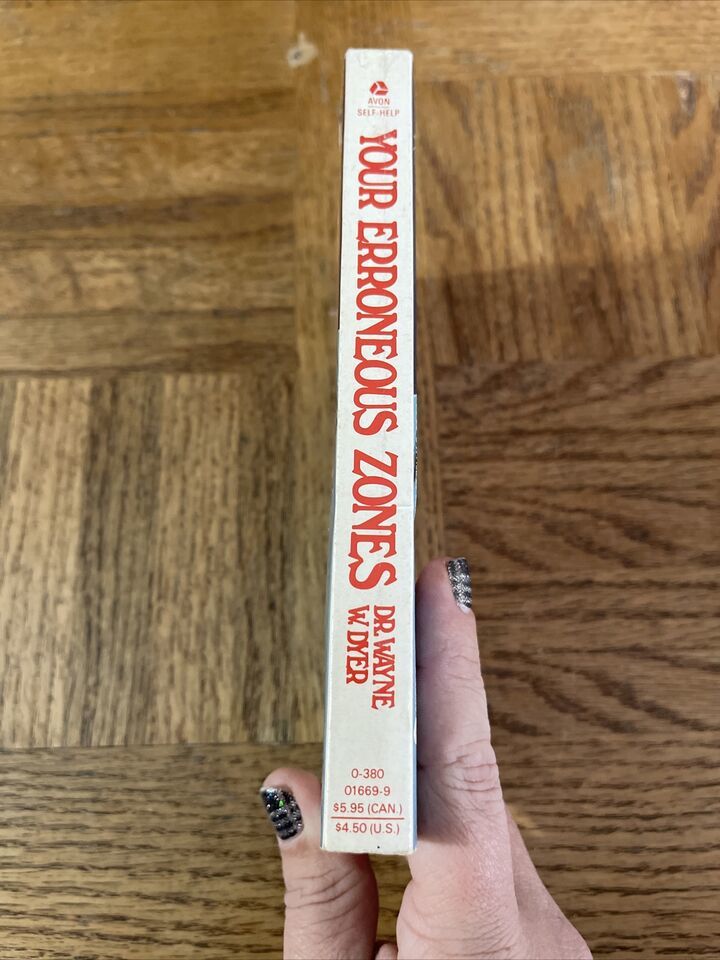 AVON
SELF-HELP
YOUR ERRONEOUS ZONES
DR. WAYNE
W. DYER
0-380
01669-9
$5.95 (CAN.)
$4.50 (U.S.)